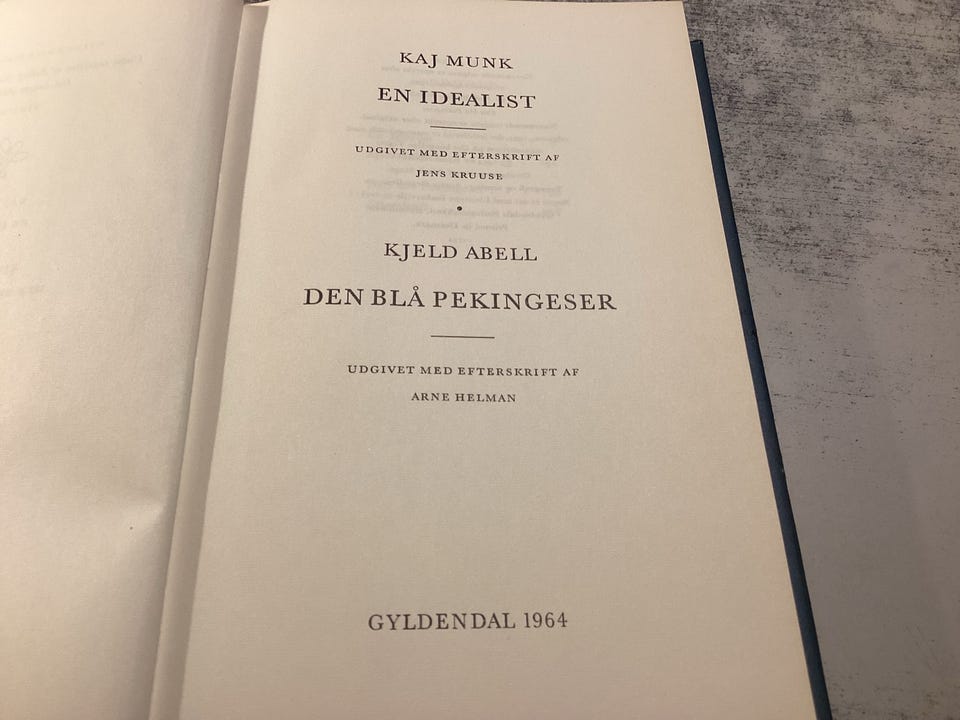 KAJ MUNK
EN IDEALIST
UDGIVET MED EFTERSKRIFT AF
JENS KRUUSE
KJELD ABELL
DEN BLÅ PEKINGESER
UDGIVET MED EFTERSKRIFT AF
ARNE HELMAN
GYLDENDAL 1964